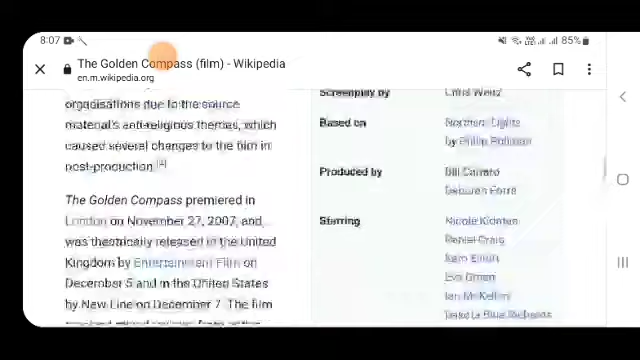 8:07
85%
The Golden Compass (film) - Wikipedia
en.m.wikipedia.org
organisations due to the source
material's anti-religious themes, which
caused several changes to the film in
post-production.[4]
The Golden Compass premiered in
London on November 27, 2007, and
was theatrically released in the United
Kingdom by Entertainment Film on
December 5 and in the United States
by New Line on December 7. The film
Screenplay by
Chris Weitz
Based on
Northern Lights
by Philip Pullman
Produced by
Bill Carraro
Deborah Forte
Starring
Nicole Kidman
Daniel Craig
Sam Elliott
Eva Green
Ian McKellen
Dakota Blue Richards